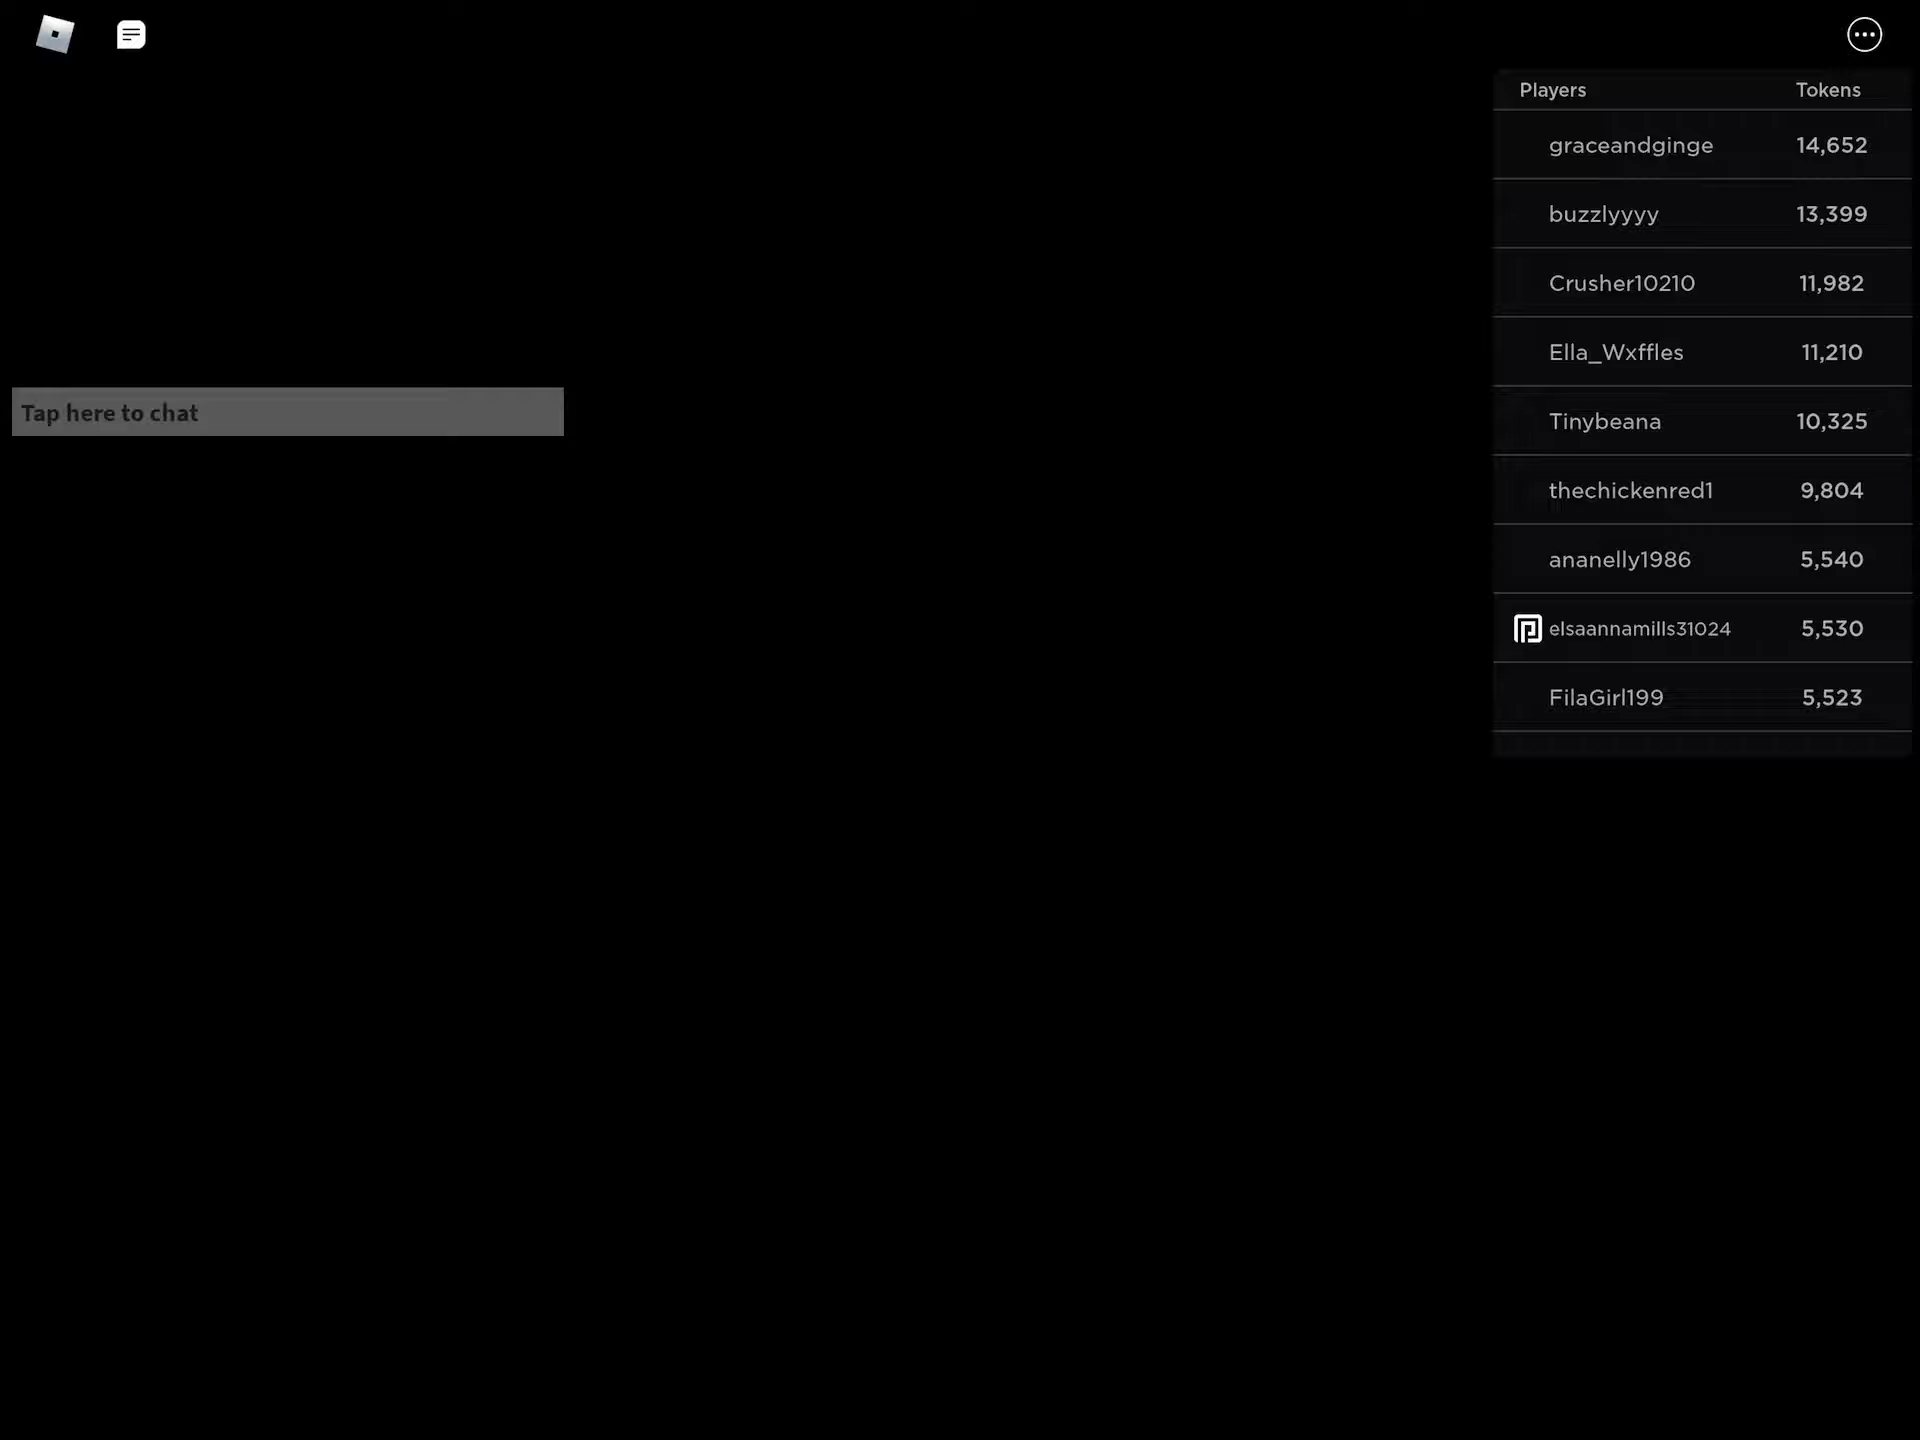 Players Tokens
graceandginge 14,652
buzzlyyyy 13,399
Crusher10210 11,982
Ella_Wxffles 11,210
Tap here to chat
Tinybeana 10,325
thechickenred1 9,804
ananelly1986 5,540
elsaannamills31024 5,530
FilaGirl199 5,523